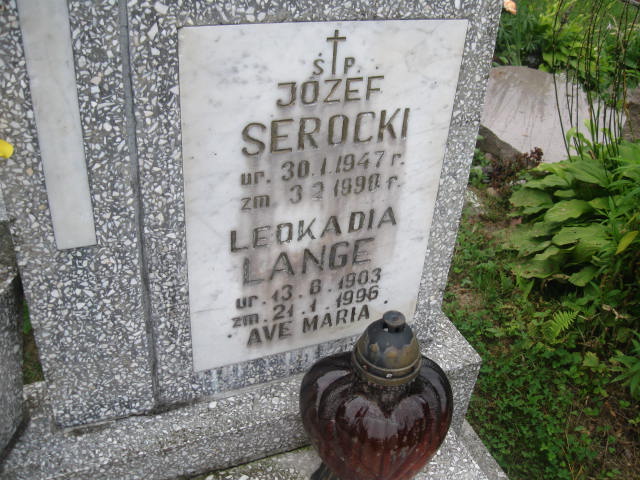 Ś P
JÓZEF
SEROCKI
ur. 30.1.1947 r.
zm. 3 2 1990 r.
LEOKADIA
LANGE
ur. 13. 6. 1903
zm. 21. 1. 1996
AVE MARIA